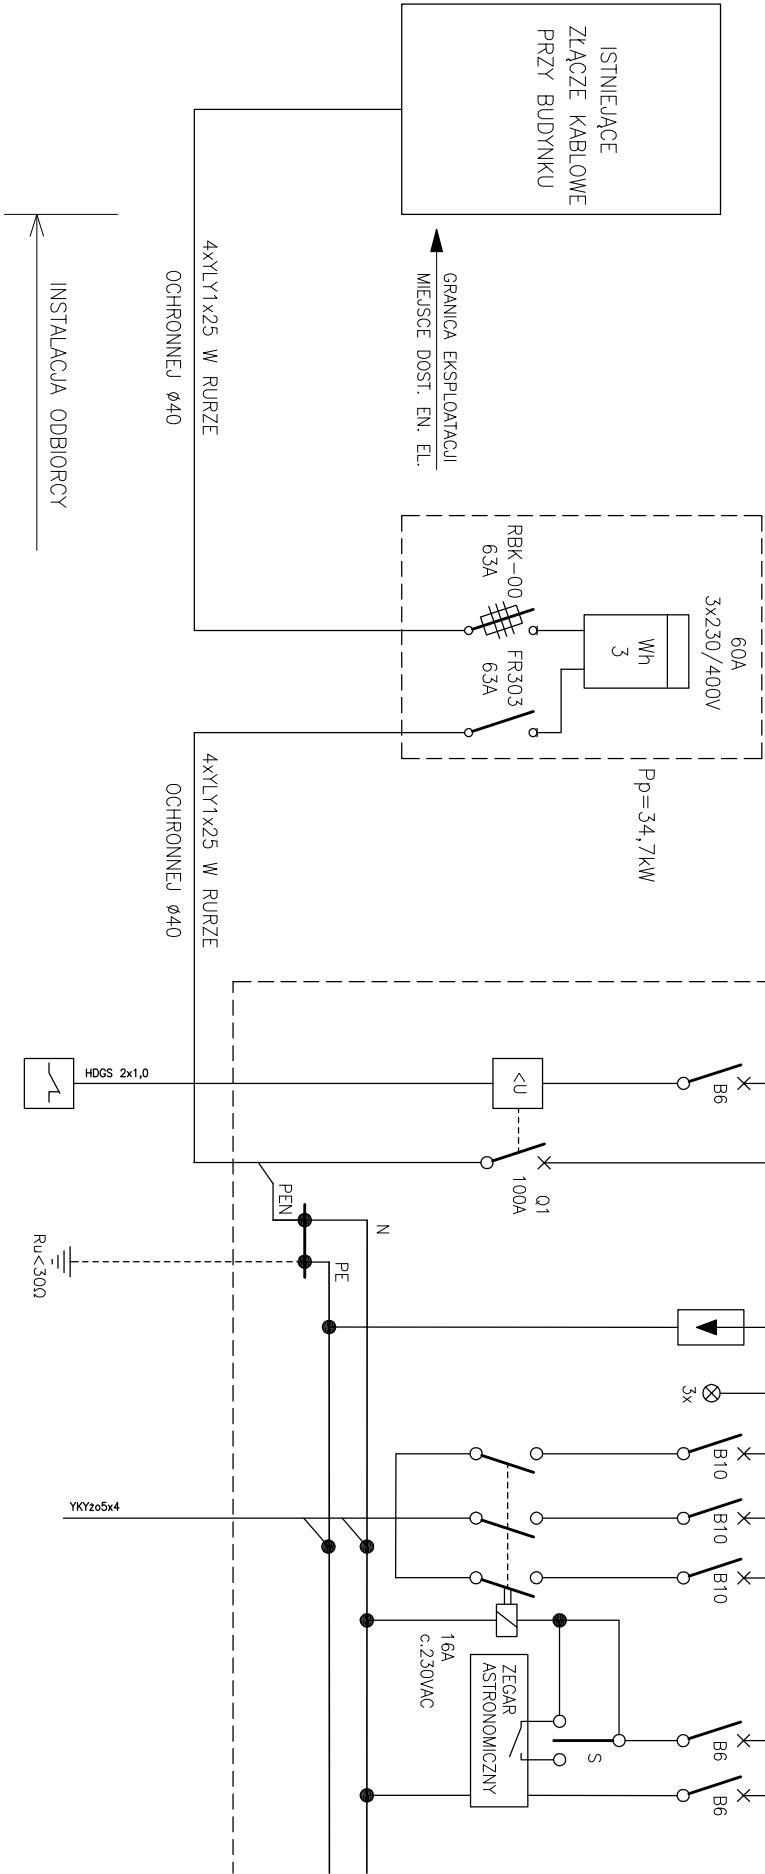 ISTNIEJĄCE
ZŁĄCZE KABLOWE
PRZY BUDYNKU
GRANICA EKSPLOATACJI
MIEJSCE DOST. EN. EL.
4xYLY1x25 W RURZE
OCHRONNEJ ø40
INSTALACJA ODBIORCY
60A
3x230/400V
Wh
3
RBK-00
63A
FR303
63A
Pp=34,7kW
4xYLY1x25 W RURZE
OCHRONNEJ ø40
B6
<U
HDGS 2x1,0
Q1
100A
PEN
N
PE
Ru<30Ω
3x
B10
B10
B10
YKYżo5x4
16A
c.230VAC
ZEGAR
ASTRONOMICZNY
S
B6
B6